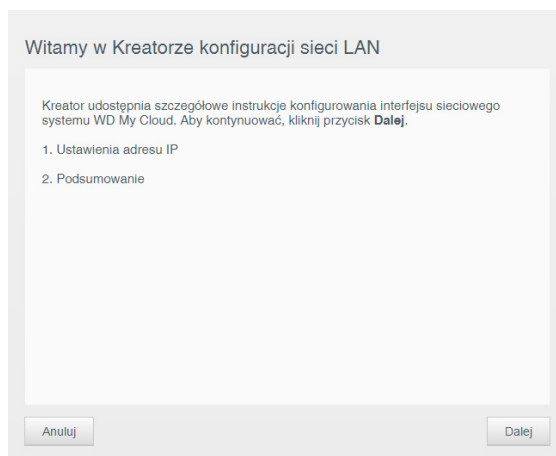 Witamy w Kreatorze konfiguracji sieci LAN
Kreator udostępnia szczegółowe instrukcje konfigurowania interfejsu sieciowego
systemu WD My Cloud. Aby kontynuować, kliknij przycisk Dalej.
1. Ustawienia adresu IP
2. Podsumowanie
Anuluj
Dalej